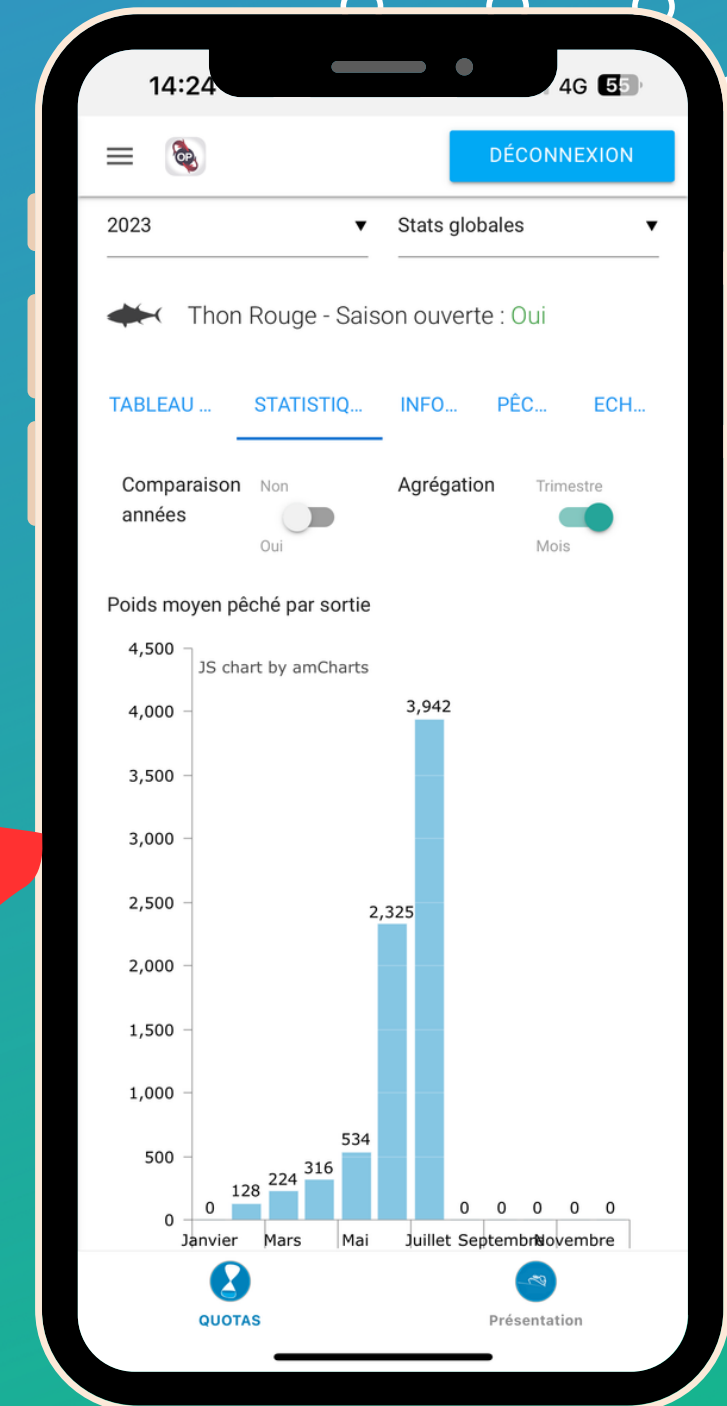 14:24
4G 55
OP
DÉCONNEXION
2023 ▼ Stats globales ▼
Thon Rouge - Saison ouverte : Oui
TABLEAU ... STATISTIQ... INFO... PÊC... ECH...
Comparaison années Non Oui
Agrégation Trimestre Mois
Poids moyen pêché par sortie
4,500
JS chart by amCharts
4,000
3,942
3,500
3,000
2,500
2,325
2,000
1,500
1,000
534
500
316
224
128
0 0 0 0 0 0
0
Janvier Mars Mai Juillet Septembre Novembre
QUOTAS Présentation